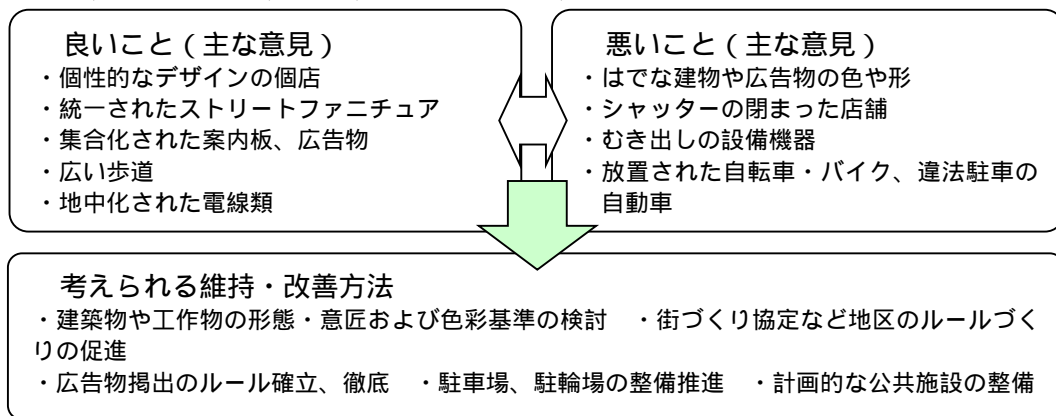 良いこと(主な意見)
・個性的なデザインの個店
・統一されたストリートファニチュア
・集合化された案内板、広告物
・広い歩道
・地中化された電線類
悪いこと(主な意見)
・はでな建物や広告物の色や形
・シャッターの閉まった店舗
・むき出しの設備機器
・放置された自転車・バイク、違法駐車の
自動車
考えられる維持・改善方法
・建築物や工作物の形態・意匠および色彩基準の検討 ・街づくり協定など地区のルールづく
りの促進
・広告物掲出のルール確立、徹底 ・駐車場、駐輪場の整備推進 ・計画的な公共施設の整備